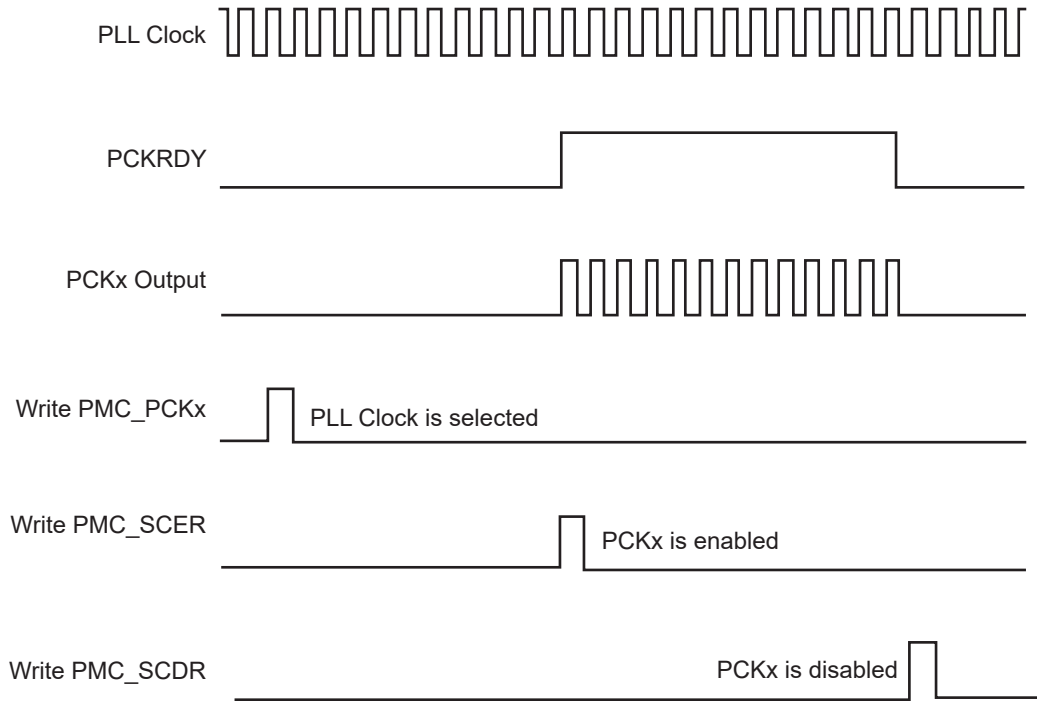 PLL Clock
PCKRDY
PCKx Output
Write PMC_PCKx
PLL Clock is selected
Write PMC_SCER
PCKx is enabled
Write PMC_SCDR
PCKx is disabled